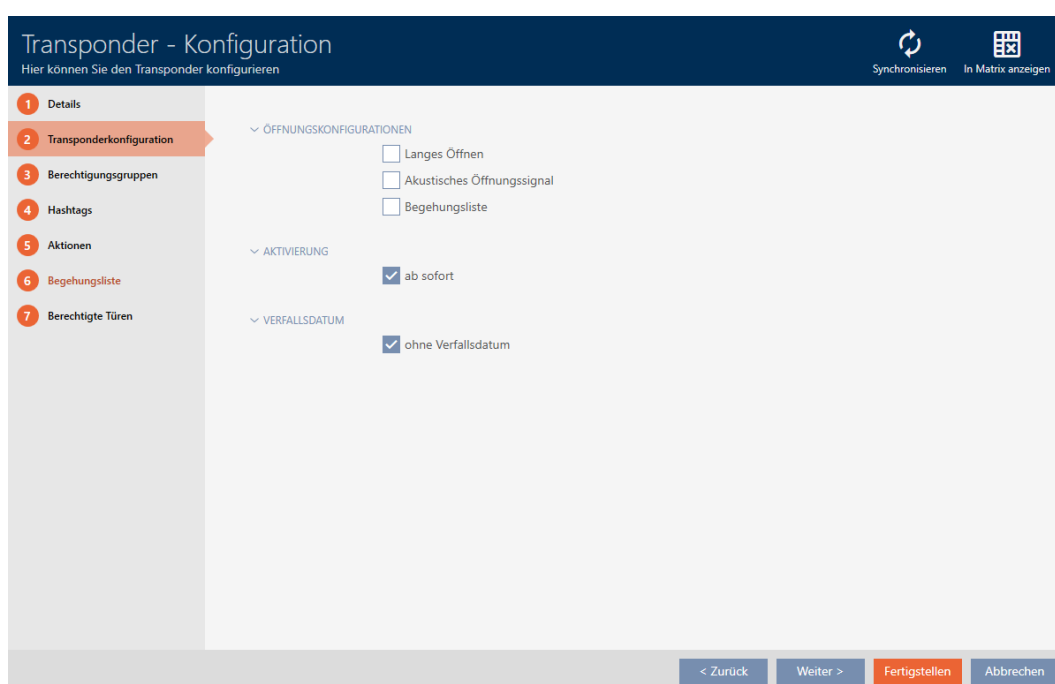 Transponder - Konfiguration
Hier können Sie den Transponder konfigurieren
Synchronisieren
In Matrix anzeigen
1 Details
2 Transponderkonfiguration
3 Berechtigungsgruppen
4 Hashtags
5 Aktionen
6 Begehungsliste
7 Berechtigte Türen
ÖFFNUNGSKONFIGURATIONEN
Langes Öffnen
Akustisches Öffnungssignal
Begehungsliste
AKTIVIERUNG
ab sofort
VERFALLSDATUM
ohne Verfallsdatum
< Zurück
Weiter >
Fertigstellen
Abbrechen